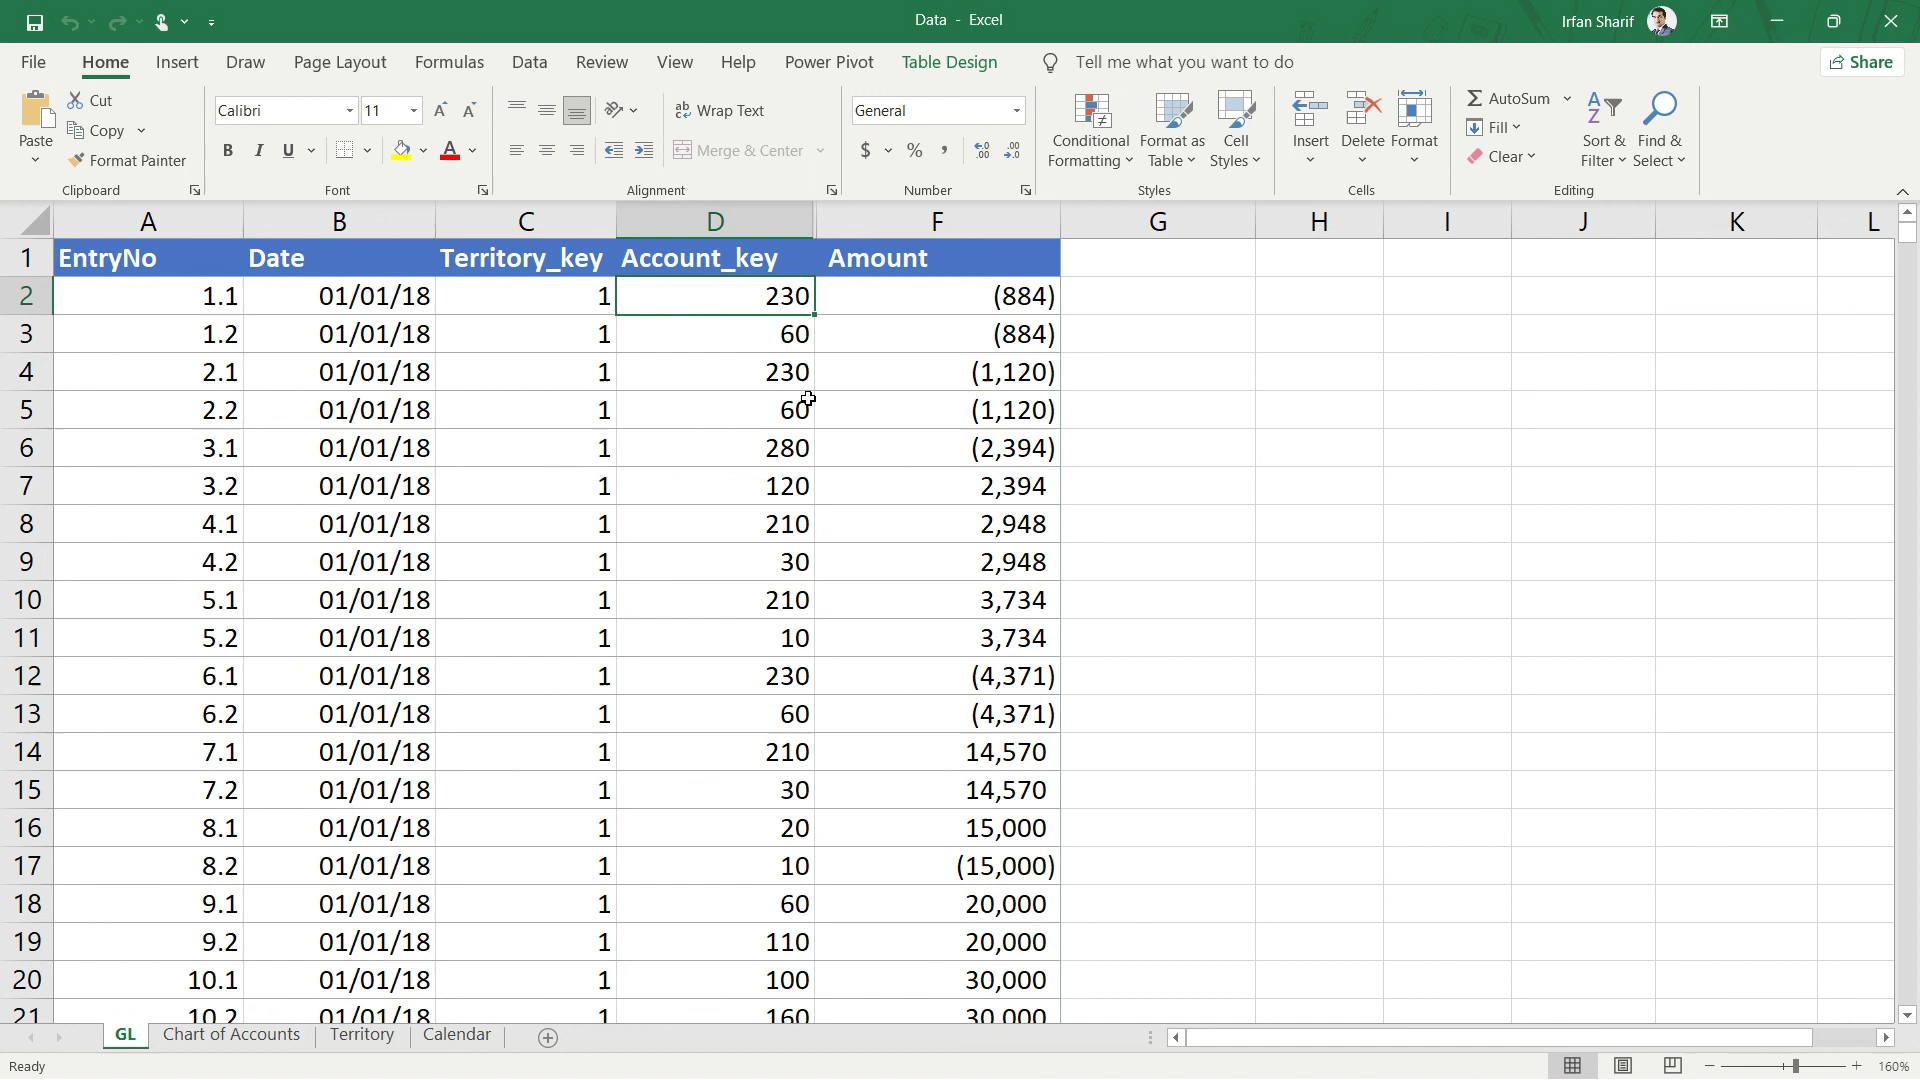 Data - Excel
Irfan Sharif
File Home Insert Draw Page Layout Formulas Data Review View Help Power Pivot Table Design Tell me what you want to do Share
Paste
Cut
Copy
Format Painter
Clipboard
Calibri 11
B I U A
Font
Wrap Text
Merge & Center
Alignment
General
$ % ,
Number
Conditional Formatting
Format as Table
Cell Styles
Styles
Insert
Delete
Format
Cells
AutoSum
Fill
Clear
Sort & Filter
Find & Select
Editing
A B C D F G H I J K L
1 EntryNo Date Territory_key Account_key Amount
2 1.1 01/01/18 1 230 (884)
3 1.2 01/01/18 1 60 (884)
4 2.1 01/01/18 1 230 (1,120)
5 2.2 01/01/18 1 60 (1,120)
6 3.1 01/01/18 1 280 (2,394)
7 3.2 01/01/18 1 120 2,394
8 4.1 01/01/18 1 210 2,948
9 4.2 01/01/18 1 30 2,948
10 5.1 01/01/18 1 210 3,734
11 5.2 01/01/18 1 10 3,734
12 6.1 01/01/18 1 230 (4,371)
13 6.2 01/01/18 1 60 (4,371)
14 7.1 01/01/18 1 210 14,570
15 7.2 01/01/18 1 30 14,570
16 8.1 01/01/18 1 20 15,000
17 8.2 01/01/18 1 10 (15,000)
18 9.1 01/01/18 1 60 20,000
19 9.2 01/01/18 1 110 20,000
20 10.1 01/01/18 1 100 30,000
21 10.2 01/01/18 1 160 30,000
GL Chart of Accounts Territory Calendar
Ready
160%